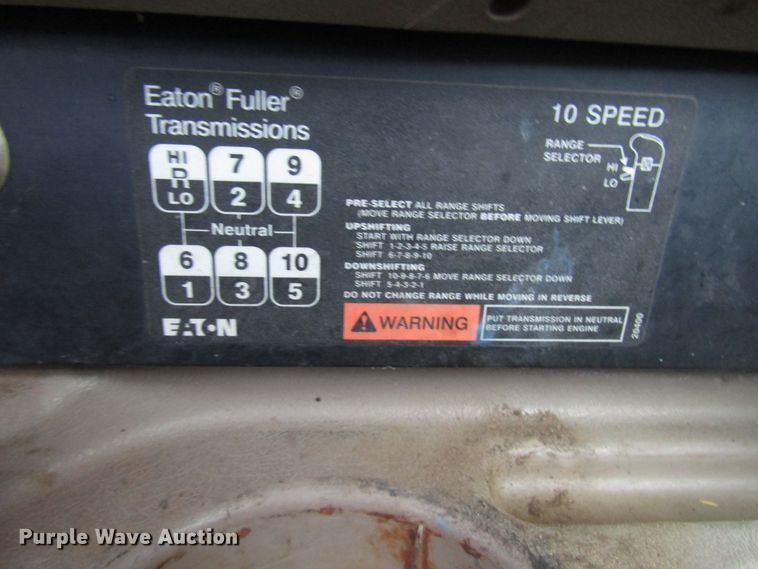 Eaton® Fuller®
Transmissions
10 SPEED
RANGE
SELECTOR
HI
LO
HI
R
LO
7
2
9
4
Neutral
6
1
8
3
10
5
EATON
PRE-SELECT ALL RANGE SHIFTS
(MOVE RANGE SELECTOR BEFORE MOVING SHIFT LEVER)
UPSHIFTING
START WITH RANGE SELECTOR DOWN
SHIFT 1-2-3-4-5 RAISE RANGE SELECTOR
SHIFT 6-7-8-9-10
DOWNSHIFTING
SHIFT 10-9-8-7-6 MOVE RANGE SELECTOR DOWN
SHIFT 5-4-3-2-1
DO NOT CHANGE RANGE WHILE MOVING IN REVERSE
WARNING
PUT TRANSMISSION IN NEUTRAL
BEFORE STARTING ENGINE
20400
Purple Wave Auction